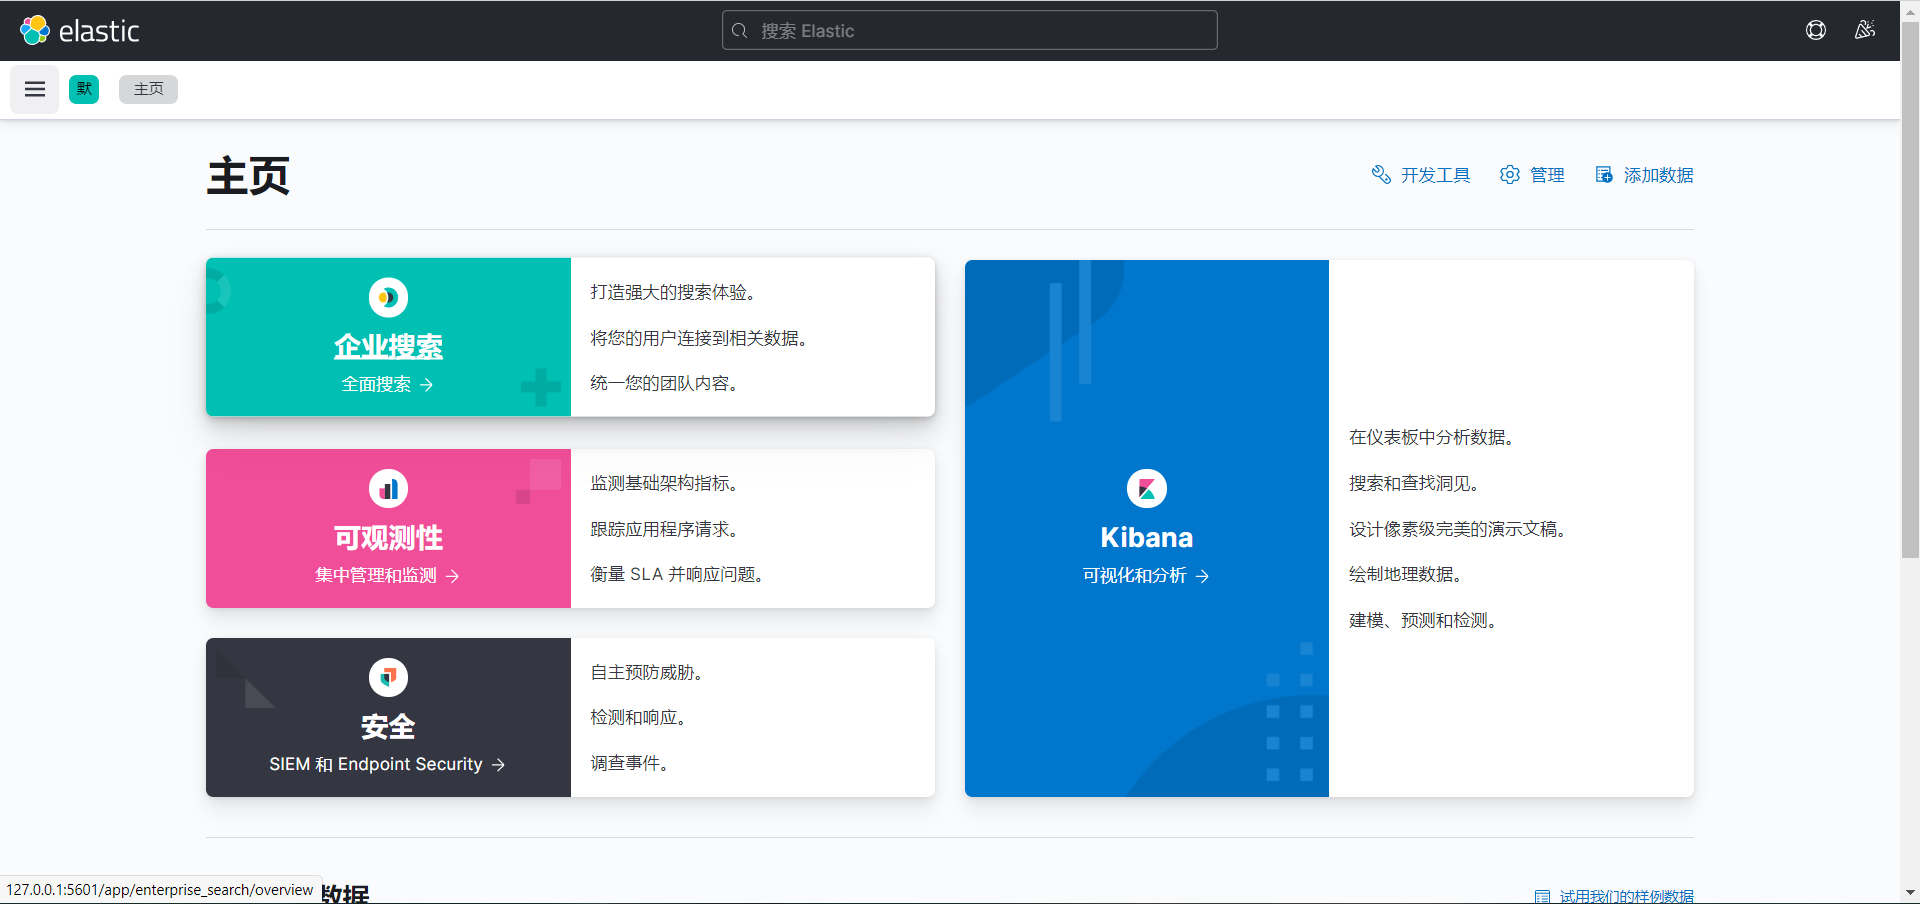 elastic
搜索 Elastic
默
主页
主页
开发工具
管理
添加数据
企业搜索
全面搜索 →
打造强大的搜索体验。
将您的用户连接到相关数据。
统一您的团队内容。
可观测性
集中管理和监测 →
监测基础架构指标。
跟踪应用程序请求。
衡量 SLA 并响应问题。
安全
SIEM 和 Endpoint Security →
自主预防威胁。
检测和响应。
调查事件。
Kibana
可视化和分析 →
在仪表板中分析数据。
搜索和查找洞见。
设计像素级完美的演示文稿。
绘制地理数据。
建模、预测和检测。
127.0.0.1:5601/app/enterprise_search/overview
数据
试用我们的样例数据